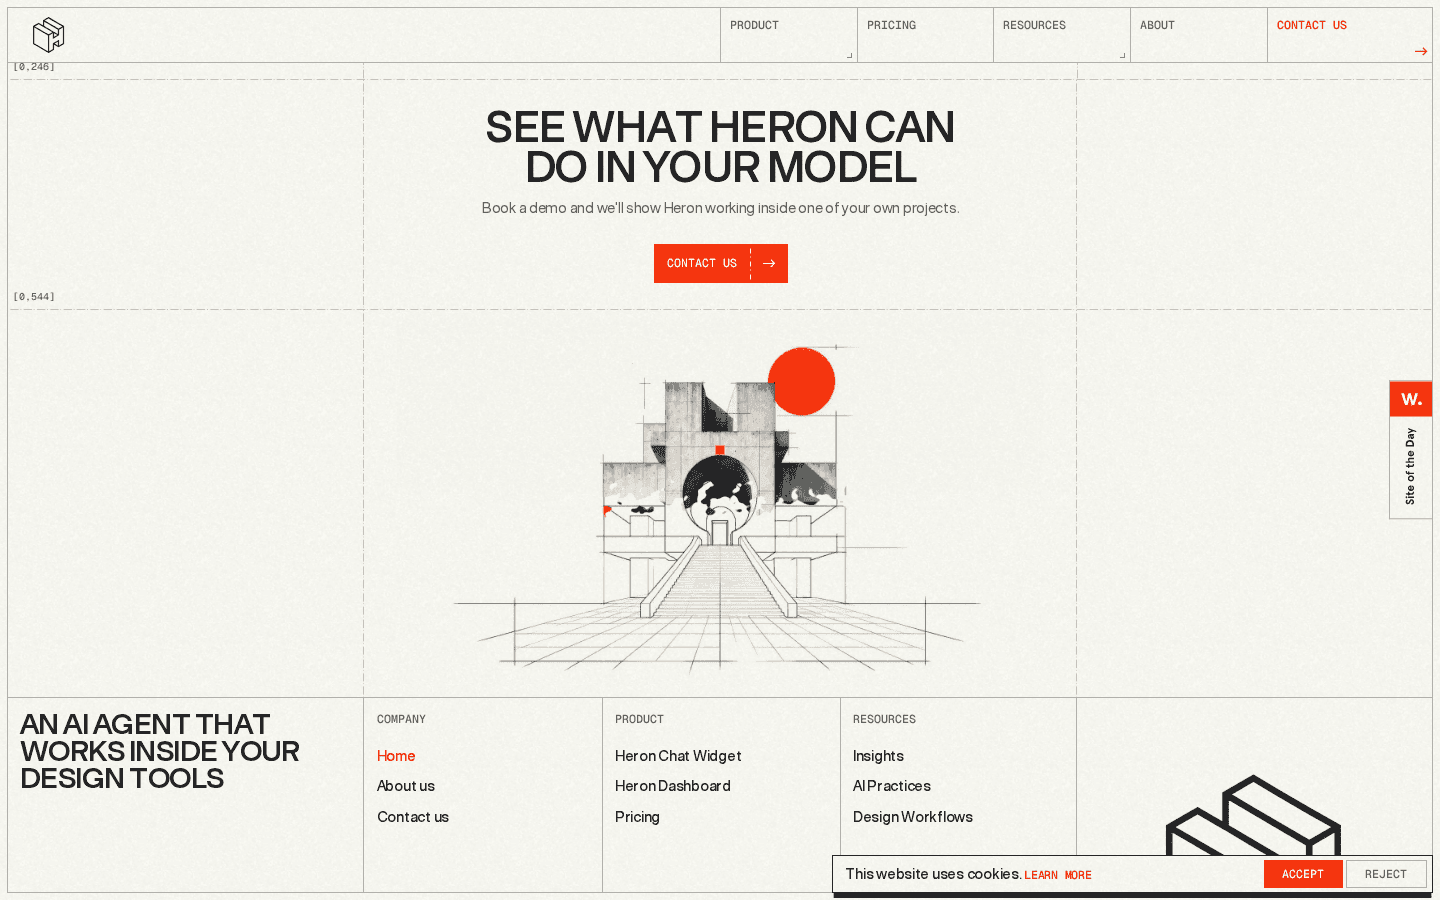 PRODUCT
PRICING
RESOURCES
ABOUT
CONTACT US
[0,246]
SEE WHAT HERON CAN
DO IN YOUR MODEL
Book a demo and we'll show Heron working inside one of your own projects.
CONTACT US
[0,544]
W.
Site of the Day
AN AI AGENT THAT
WORKS INSIDE YOUR
DESIGN TOOLS
COMPANY
Home
About us
Contact us
PRODUCT
Heron Chat Widget
Heron Dashboard
Pricing
RESOURCES
Insights
AI Practices
Design Workflows
This website uses cookies. LEARN MORE
ACCEPT
REJECT